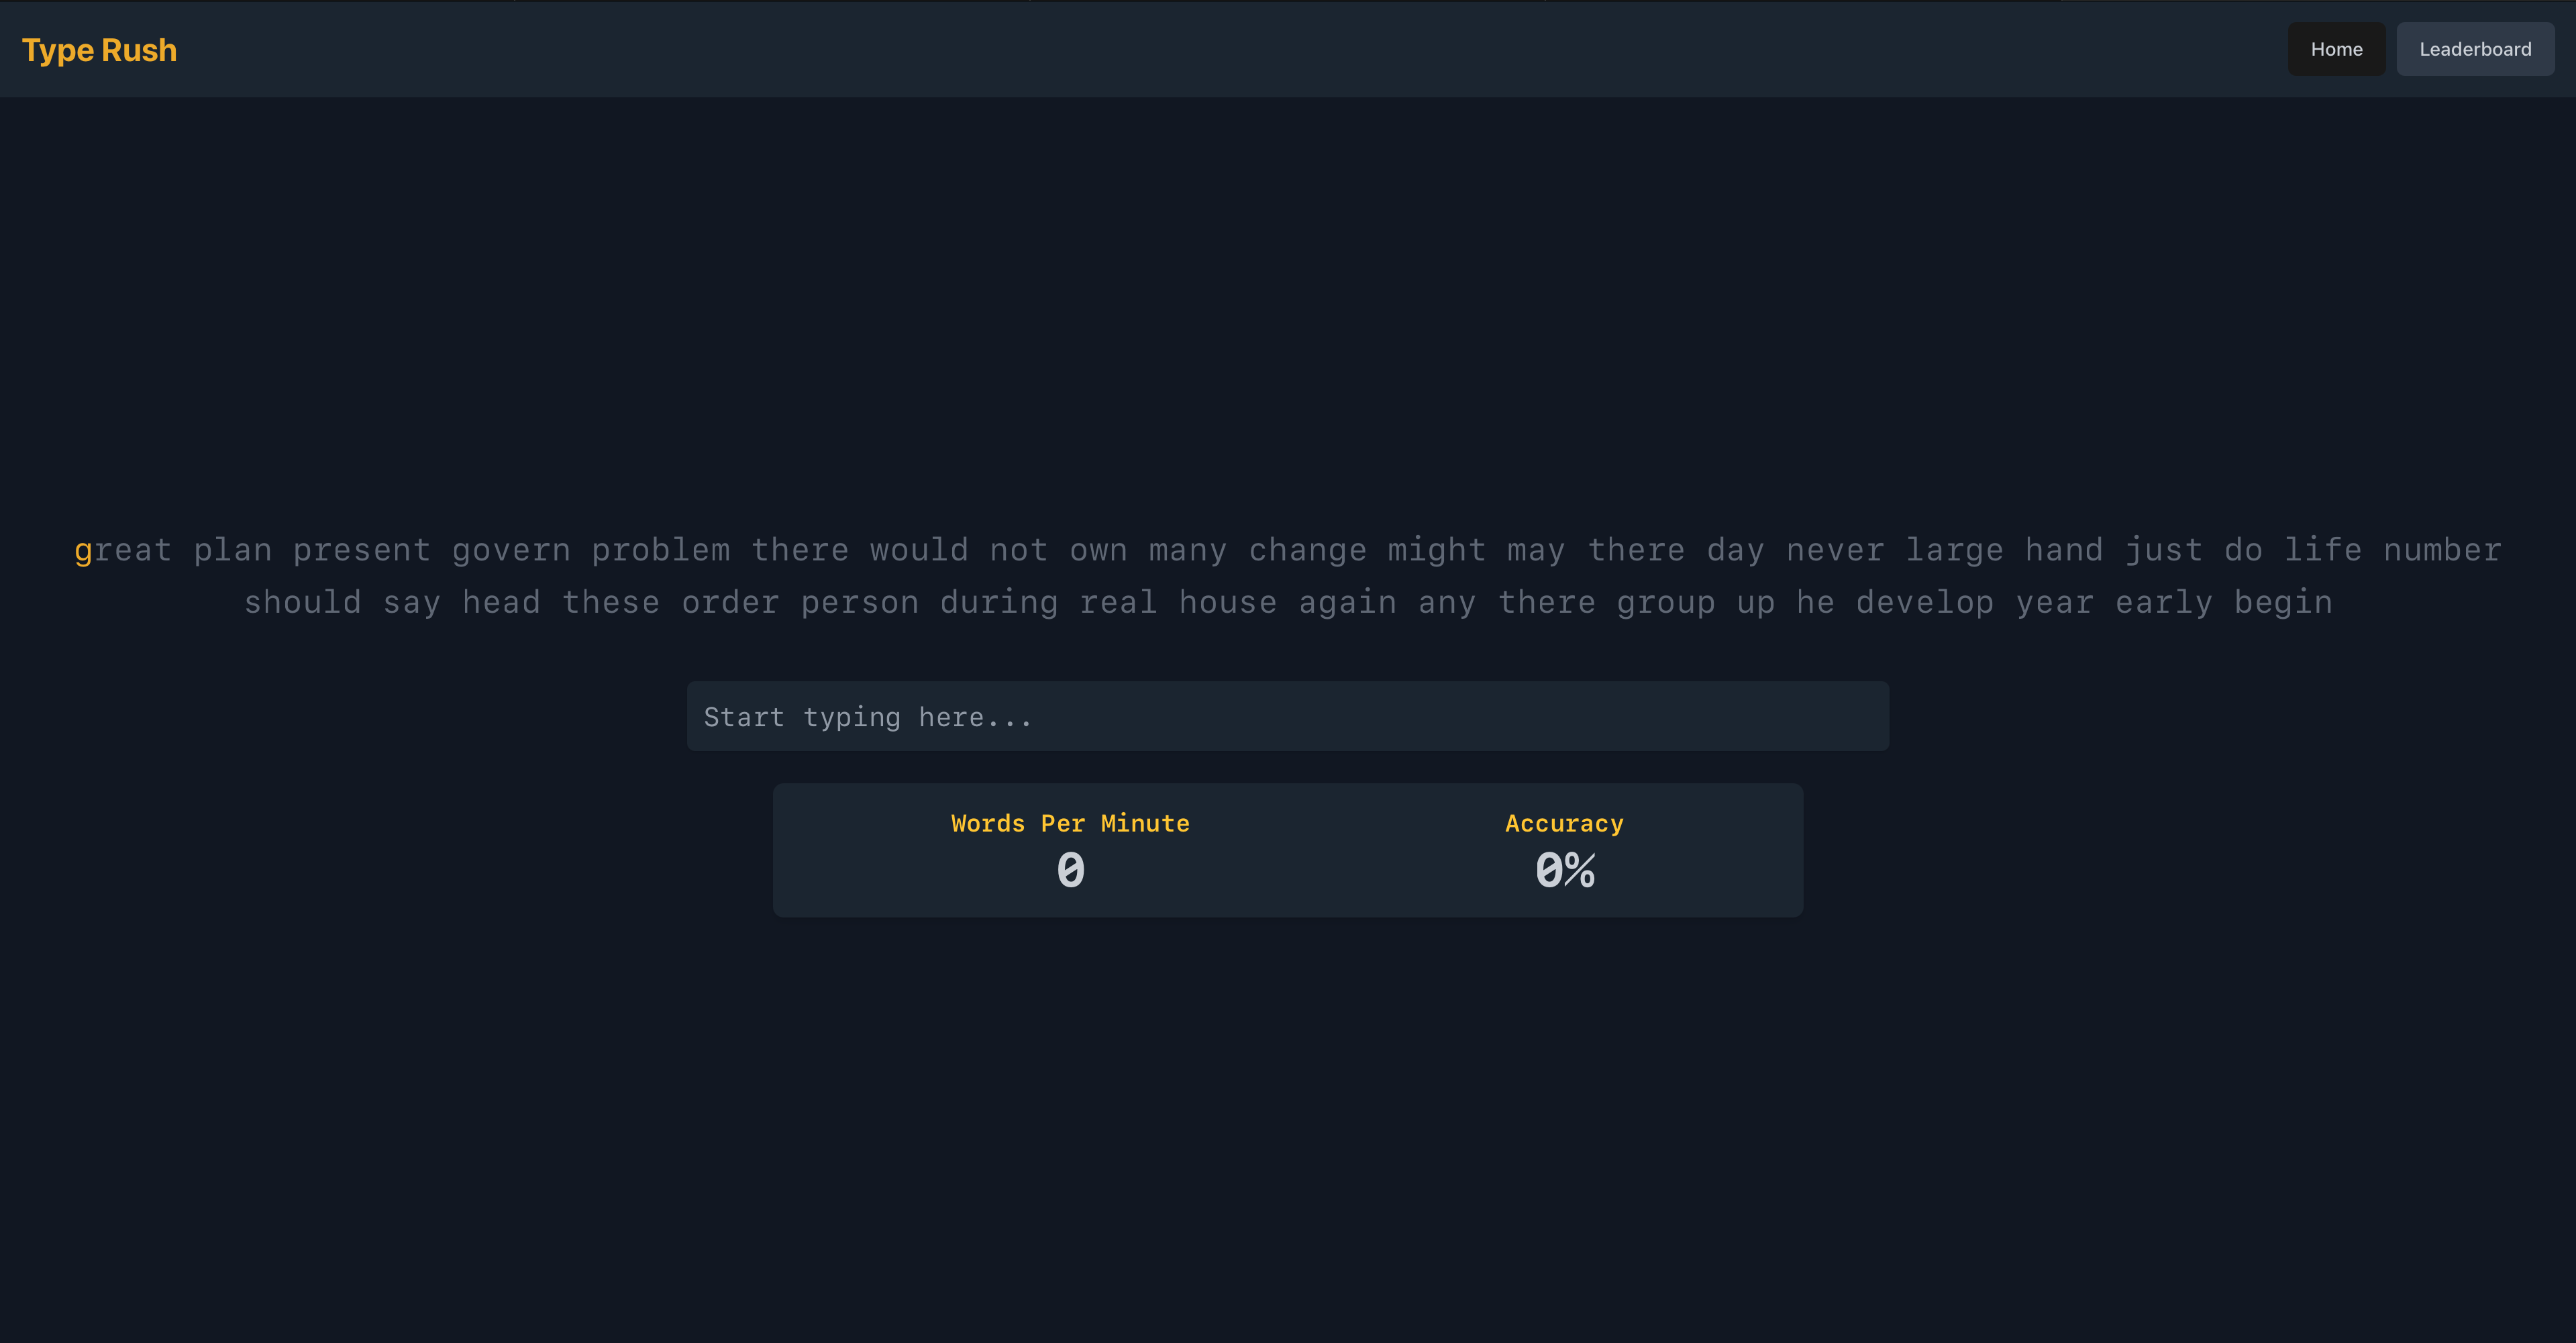 Type Rush
Home
Leaderboard
great plan present govern problem there would not own many change might may there day never large hand just do life number
should say head these order person during real house again any there group up he develop year early begin
Start typing here...
Words Per Minute
0
Accuracy
0%